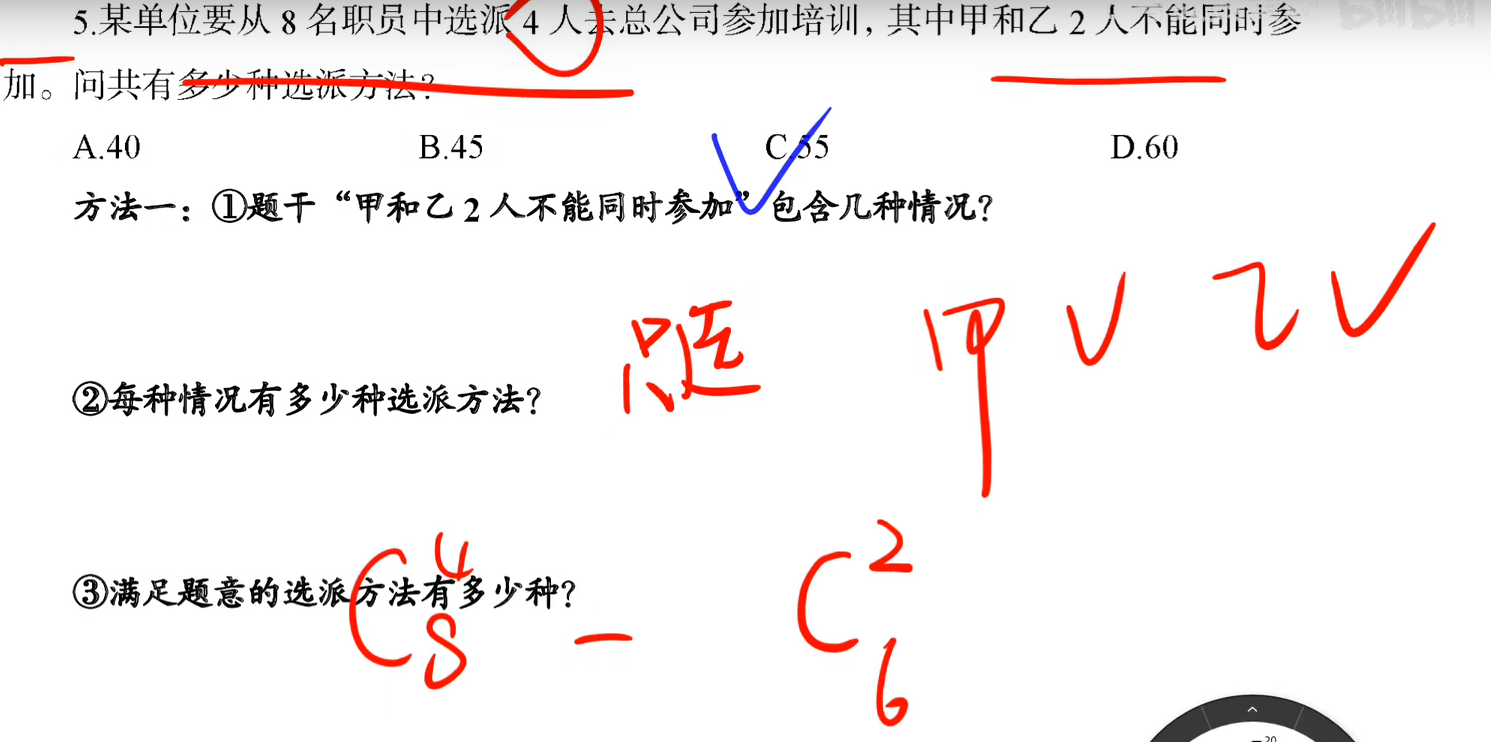 5.某单位要从 8 名职员中选派 4 人去总公司参加培训，其中甲和乙 2 人不能同时参
加。问共有多少种选派方法？
A.40 B.45 C.55 D.60
方法一：①题干“甲和乙 2 人不能同时参加”包含几种情况？
总 甲 乙
②每种情况有多少种选派方法？
③满足题意的选派方法有多少种？
C 4 8 - C 2 6
20